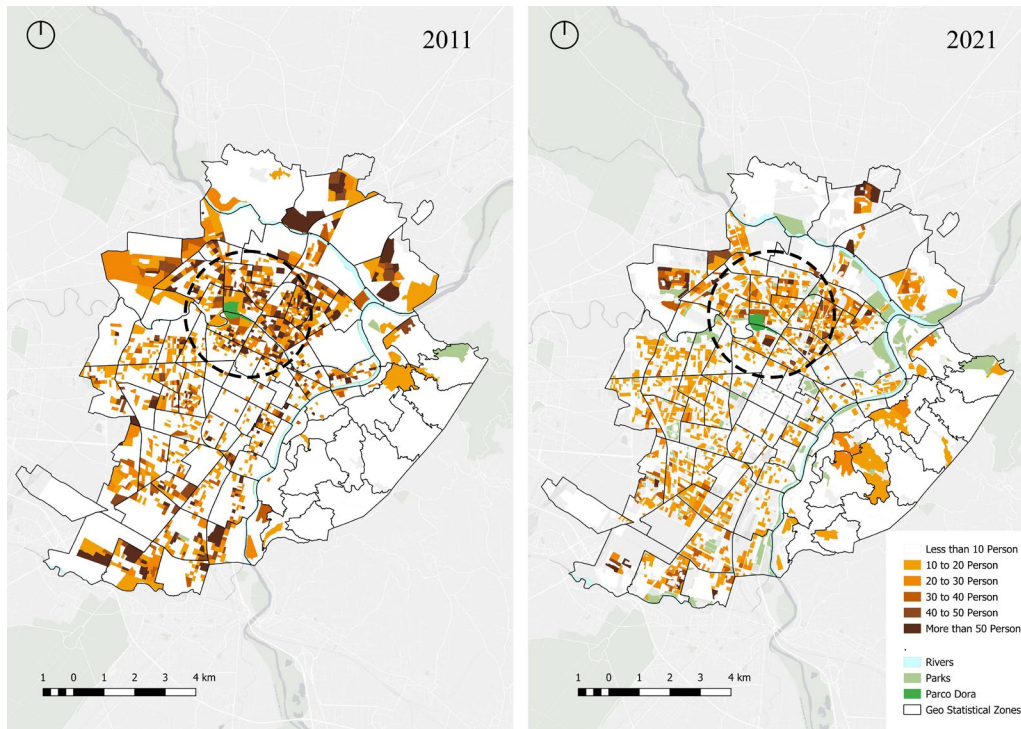 2011
2021
1 0 1 2 3 4 km
1 0 1 2 3 4 km
Less than 10 Person
10 to 20 Person
20 to 30 Person
30 to 40 Person
40 to 50 Person
More than 50 Person
.
Rivers
Parks
Parco Dora
Geo Statistical Zones